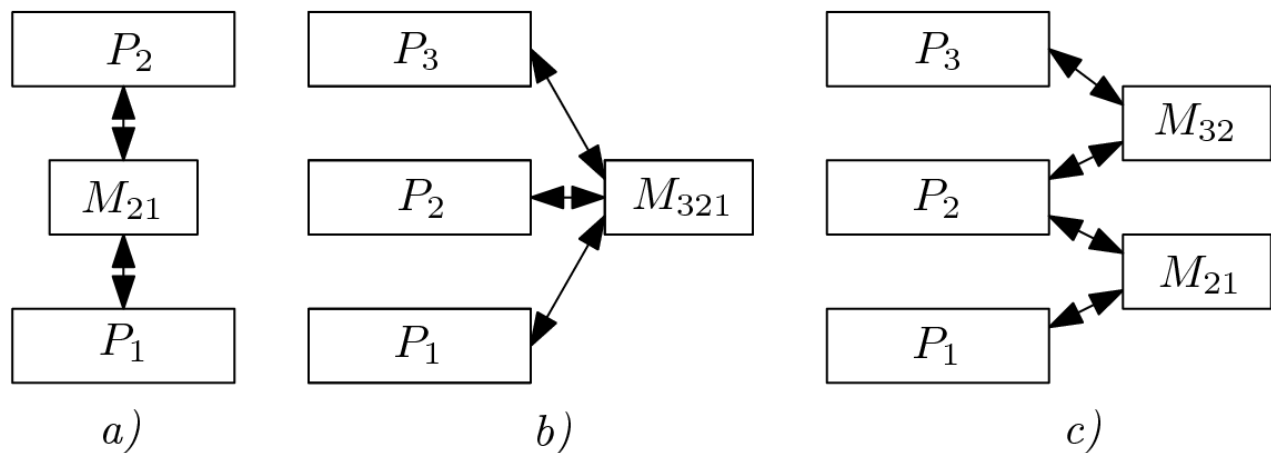 P₂
M₂₁
P₁
a)
P₃
P₂
M₃₂₁
P₁
b)
P₃
M₃₂
P₂
M₂₁
P₁
c)